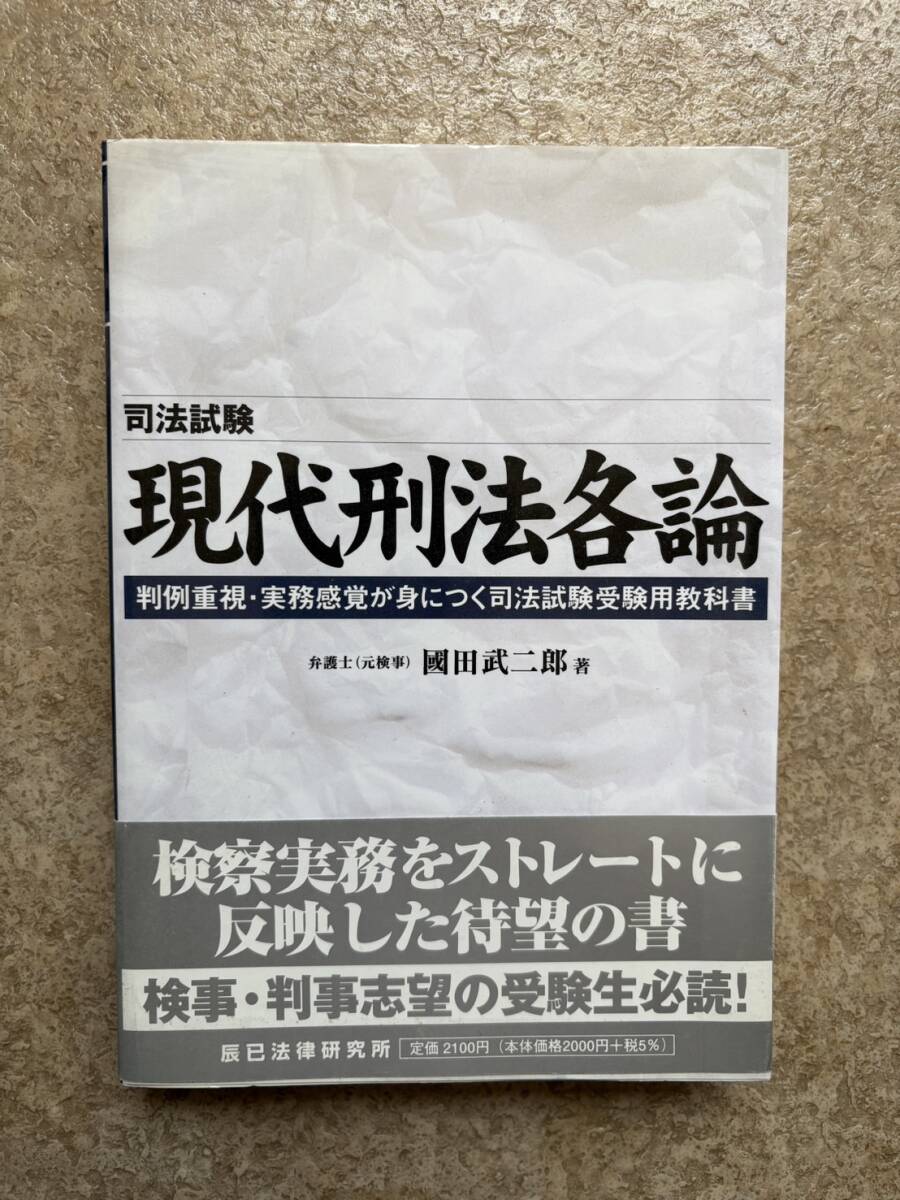 司法試験
現代刑法各論
判例重視・実務感覚が身につく司法試験受験用教科書
弁護士(元検事) 國田武二郎 著
検察実務をストレートに
反映した待望の書
検事・判事志望の受験生必読!
辰已法律研究所 定価 2100円 (本体価格2000円+税5%)